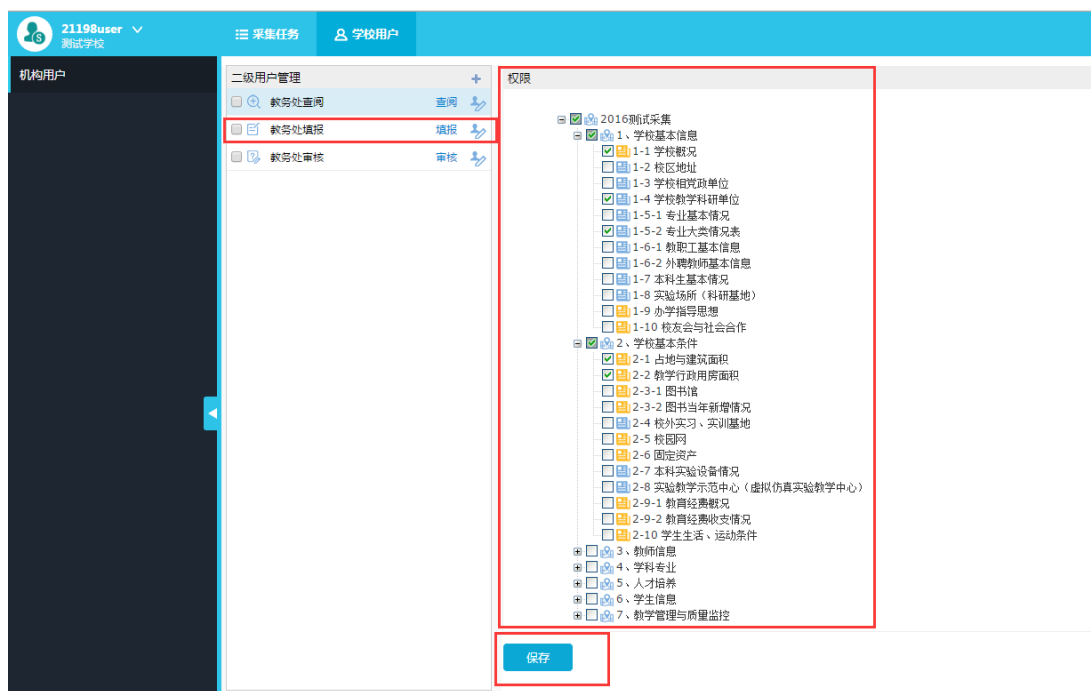 21198user
测试学校
采集任务
学校用户
机构用户
二级用户管理
教务处查阅 查阅
教务处填报 填报
教务处审核 审核
权限
2016测试采集
1、学校基本信息
1-1 学校概况
1-2 校区地址
1-3 学校相党政单位
1-4 学校教学科研单位
1-5-1 专业基本情况
1-5-2 专业大类情况表
1-6-1 教职工基本信息
1-6-2 外聘教师基本信息
1-7 本科生基本情况
1-8 实验场所（科研基地）
1-9 办学指导思想
1-10 校友会与社会合作
2、学校基本条件
2-1 占地与建筑面积
2-2 教学行政用房面积
2-3-1 图书馆
2-3-2 图书当年新增情况
2-4 校外实习、实训基地
2-5 校园网
2-6 固定资产
2-7 本科实验设备情况
2-8 实验教学示范中心（虚拟仿真实验教学中心）
2-9-1 教育经费概况
2-9-2 教育经费收支情况
2-10 学生生活、运动条件
3、教师信息
4、学科专业
5、人才培养
6、学生信息
7、教学管理与质量监控
保存